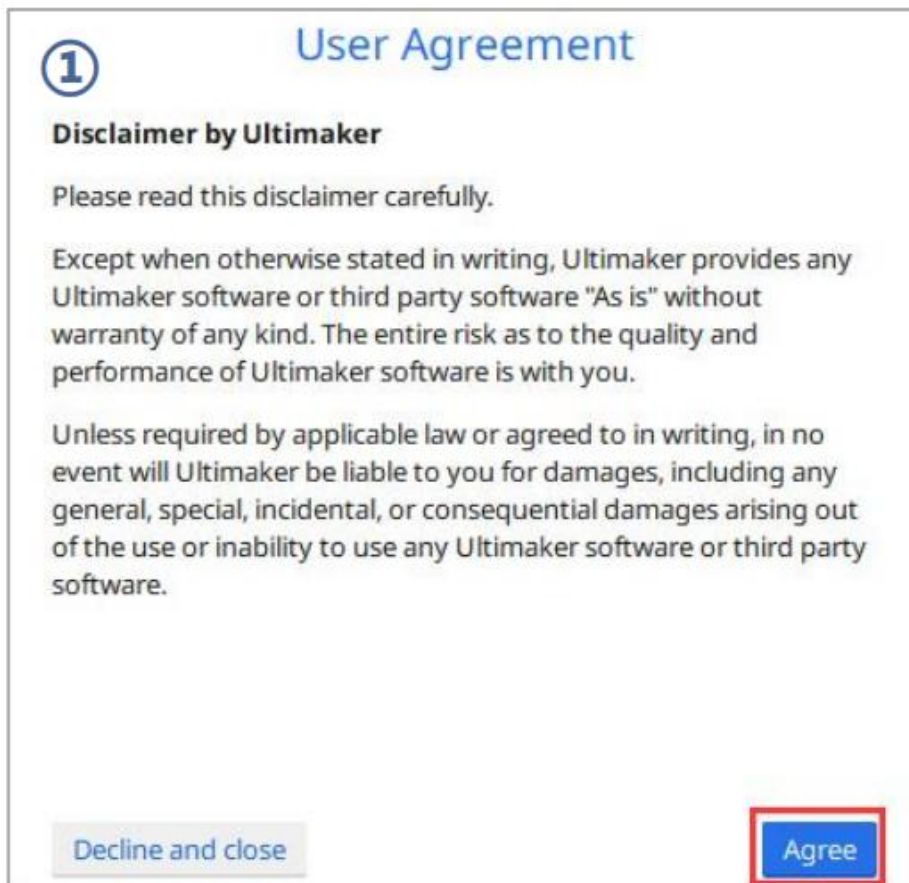 User Agreement
①
Disclaimer by Ultimaker
Please read this disclaimer carefully.
Except when otherwise stated in writing, Ultimaker provides any
Ultimaker software or third party software "As is" without
warranty of any kind. The entire risk as to the quality and
performance of Ultimaker software is with you.
Unless required by applicable law or agreed to in writing, in no
event will Ultimaker be liable to you for damages, including any
general, special, incidental, or consequential damages arising out
of the use or inability to use any Ultimaker software or third party
software.
Decline and close
Agree